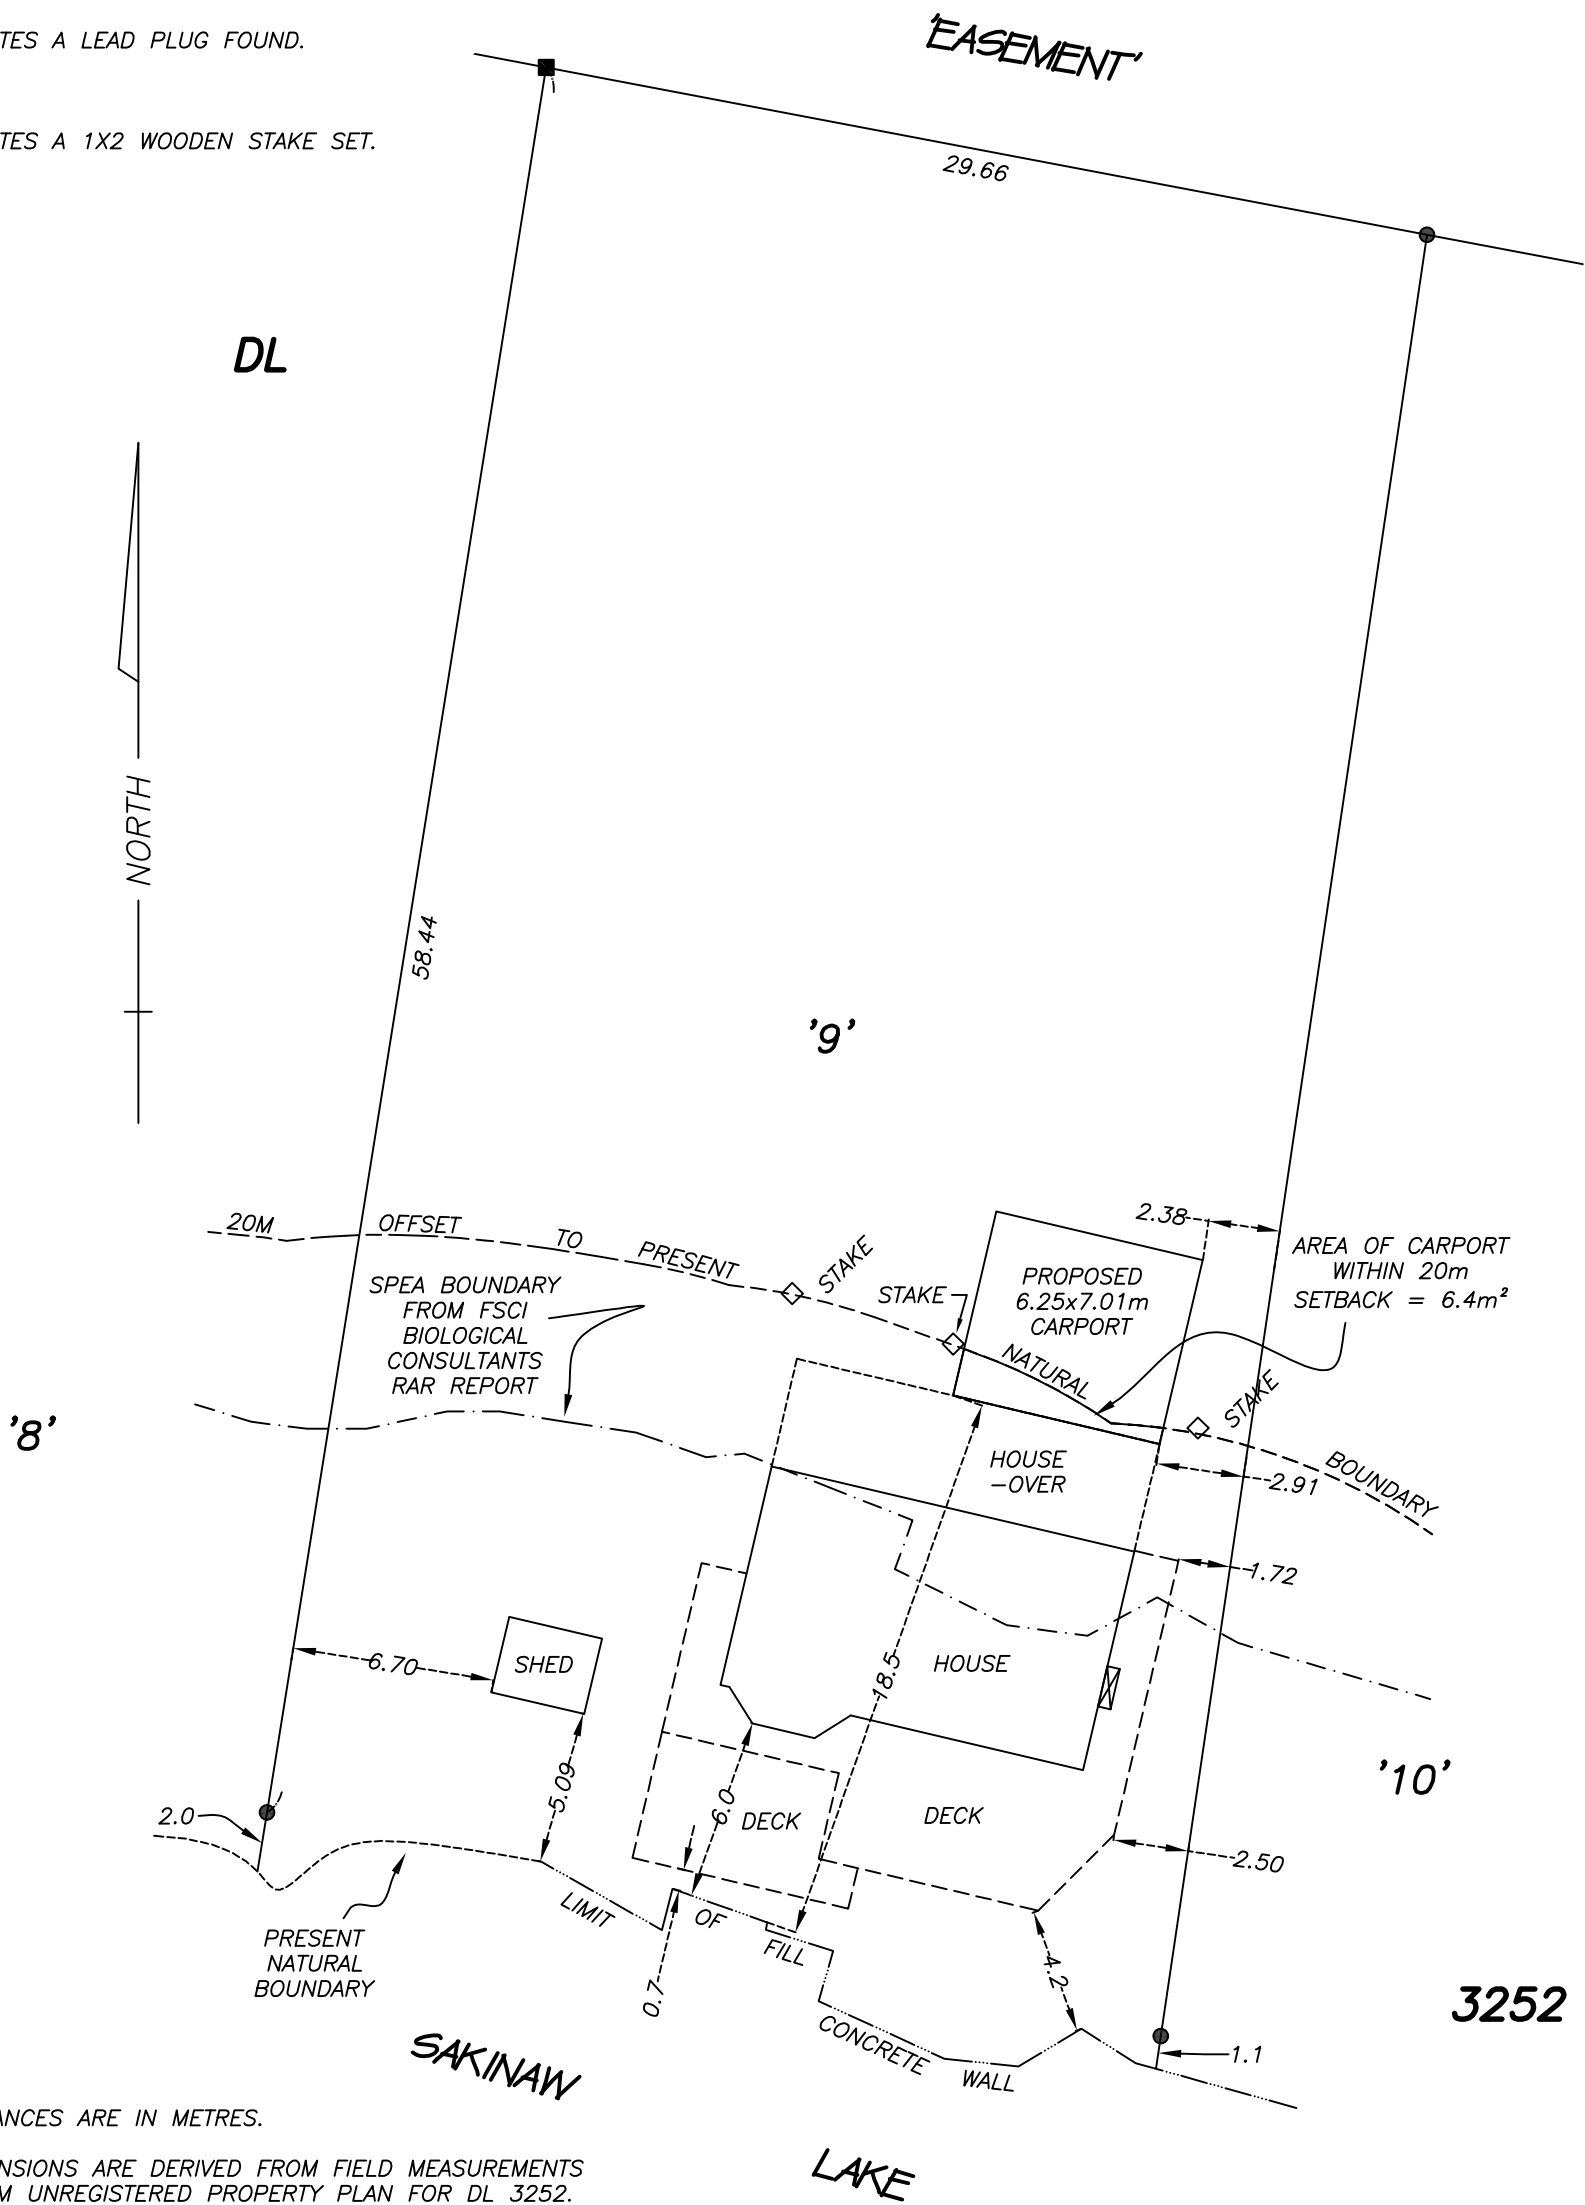 TES A LEAD PLUG FOUND.
'EASEMENT'
TES A 1X2 WOODEN STAKE SET.
29.66
DL
NORTH
58.44
'9'
20M OFFSET TO PRESENT NATURAL BOUNDARY
STAKE
STAKE
STAKE
2.38
PROPOSED
6.25x7.01m
CARPORT
AREA OF CARPORT
WITHIN 20m
SETBACK = 6.4m²
SPEA BOUNDARY
FROM FSCI
BIOLOGICAL
CONSULTANTS
RAR REPORT
'8'
HOUSE
-OVER
2.91
1.72
6.70
SHED
18.5
HOUSE
5.09
6.0
DECK
DECK
'10'
2.0
2.50
LIMIT OF FILL
PRESENT
NATURAL
BOUNDARY
0.7
4.2
CONCRETE WALL
3252
1.1
SAKINAW
LAKE
ANCES ARE IN METRES.
NSIONS ARE DERIVED FROM FIELD MEASUREMENTS
M UNREGISTERED PROPERTY PLAN FOR DL 3252.